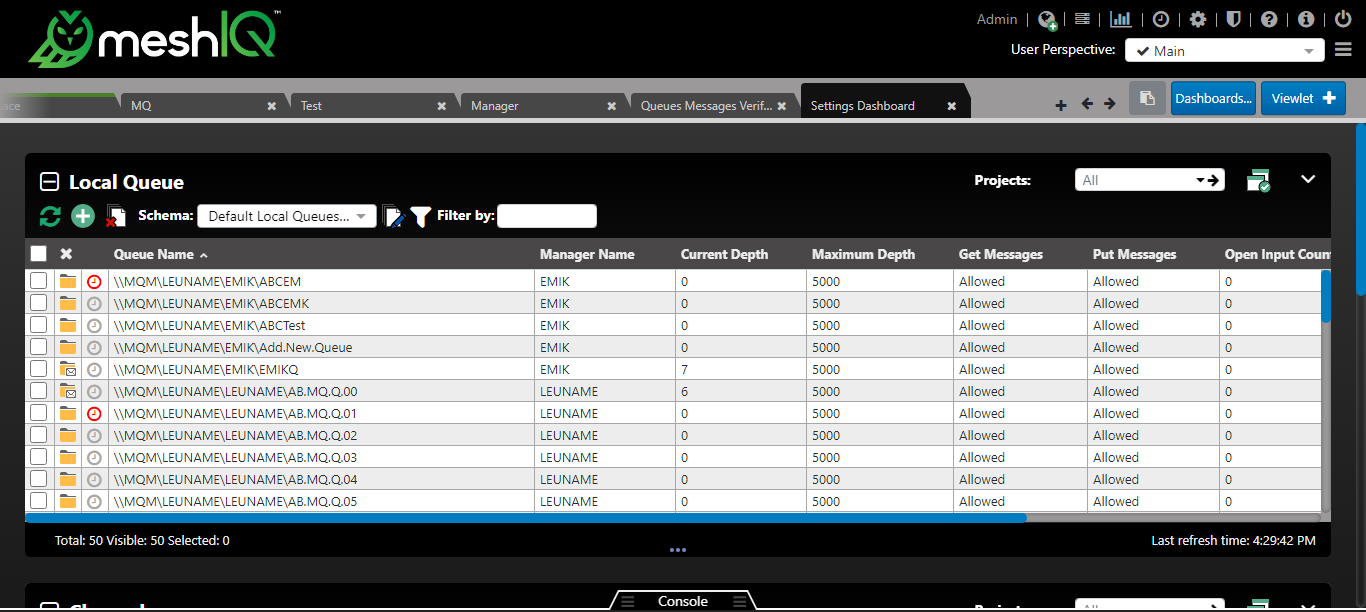 Admin
meshIQ™
User Perspective: Main
ace MQ Test Manager Queues Messages Verif... Settings Dashboard Dashboards... Viewlet
Local Queue Projects: All
Schema: Default Local Queues... Filter by:
Queue Name Manager Name Current Depth Maximum Depth Get Messages Put Messages Open Input Coun
\\MQM\LEUNAME\EMIK\ABCEM EMIK 0 5000 Allowed Allowed 0
\\MQM\LEUNAME\EMIK\ABCEMK EMIK 0 5000 Allowed Allowed 0
\\MQM\LEUNAME\EMIK\ABCTest EMIK 0 5000 Allowed Allowed 0
\\MQM\LEUNAME\EMIK\Add.New.Queue EMIK 0 5000 Allowed Allowed 0
\\MQM\LEUNAME\EMIK\EMIKQ EMIK 7 5000 Allowed Allowed 0
\\MQM\LEUNAME\LEUNAME\AB.MQ.Q.00 LEUNAME 6 5000 Allowed Allowed 0
\\MQM\LEUNAME\LEUNAME\AB.MQ.Q.01 LEUNAME 0 5000 Allowed Allowed 0
\\MQM\LEUNAME\LEUNAME\AB.MQ.Q.02 LEUNAME 0 5000 Allowed Allowed 0
\\MQM\LEUNAME\LEUNAME\AB.MQ.Q.03 LEUNAME 0 5000 Allowed Allowed 0
\\MQM\LEUNAME\LEUNAME\AB.MQ.Q.04 LEUNAME 0 5000 Allowed Allowed 0
\\MQM\LEUNAME\LEUNAME\AB.MQ.Q.05 LEUNAME 0 5000 Allowed Allowed 0
Total: 50 Visible: 50 Selected: 0 Last refresh time: 4:29:42 PM
Console